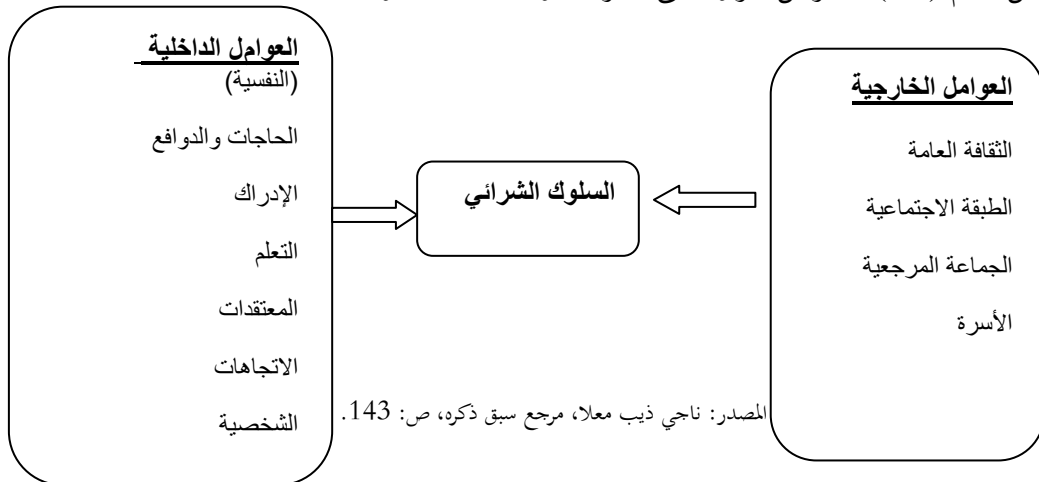 العوامل الخارجية
الثقافة العامة
الطبقة الاجتماعية
الجماعة المرجعية
الأسرة
السلوك الشرائي
العوامل الداخلية
(النفسية)
الحاجات والدوافع
الإدراك
التعلم
المعتقدات
الاتجاهات
الشخصية
المصدر: ناجي ذيب معلا، مرجع سبق ذكره، ص: 143.